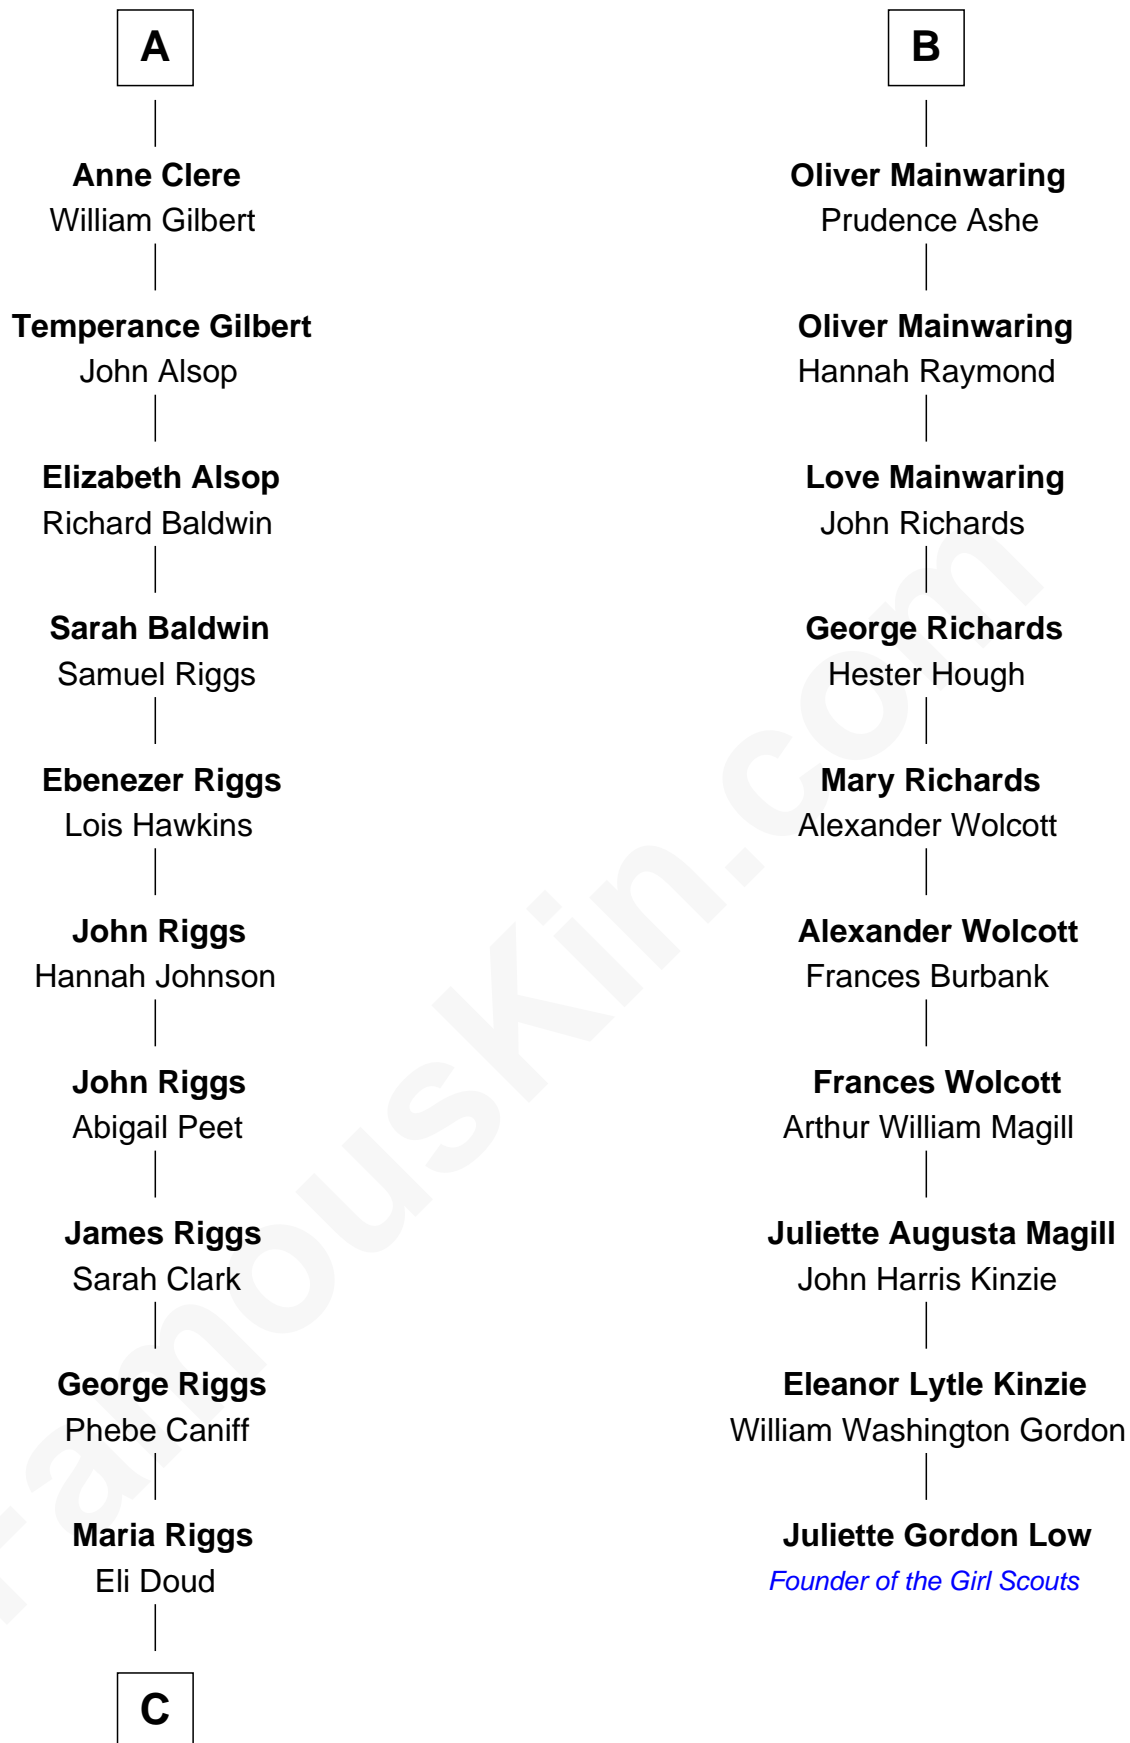 A
Anne Clere
William Gilbert
Temperance Gilbert
John Alsop
Elizabeth Alsop
Richard Baldwin
Sarah Baldwin
Samuel Riggs
Ebenezer Riggs
Lois Hawkins
John Riggs
Hannah Johnson
John Riggs
Abigail Peet
James Riggs
Sarah Clark
George Riggs
Phebe Caniff
Maria Riggs
Eli Doud
C
B
Oliver Mainwaring
Prudence Ashe
Oliver Mainwaring
Hannah Raymond
Love Mainwaring
John Richards
George Richards
Hester Hough
Mary Richards
Alexander Wolcott
Alexander Wolcott
Frances Burbank
Frances Wolcott
Arthur William Magill
Juliette Augusta Magill
John Harris Kinzie
Eleanor Lytle Kinzie
William Washington Gordon
Juliette Gordon Low
Founder of the Girl Scouts
FamousKin.com